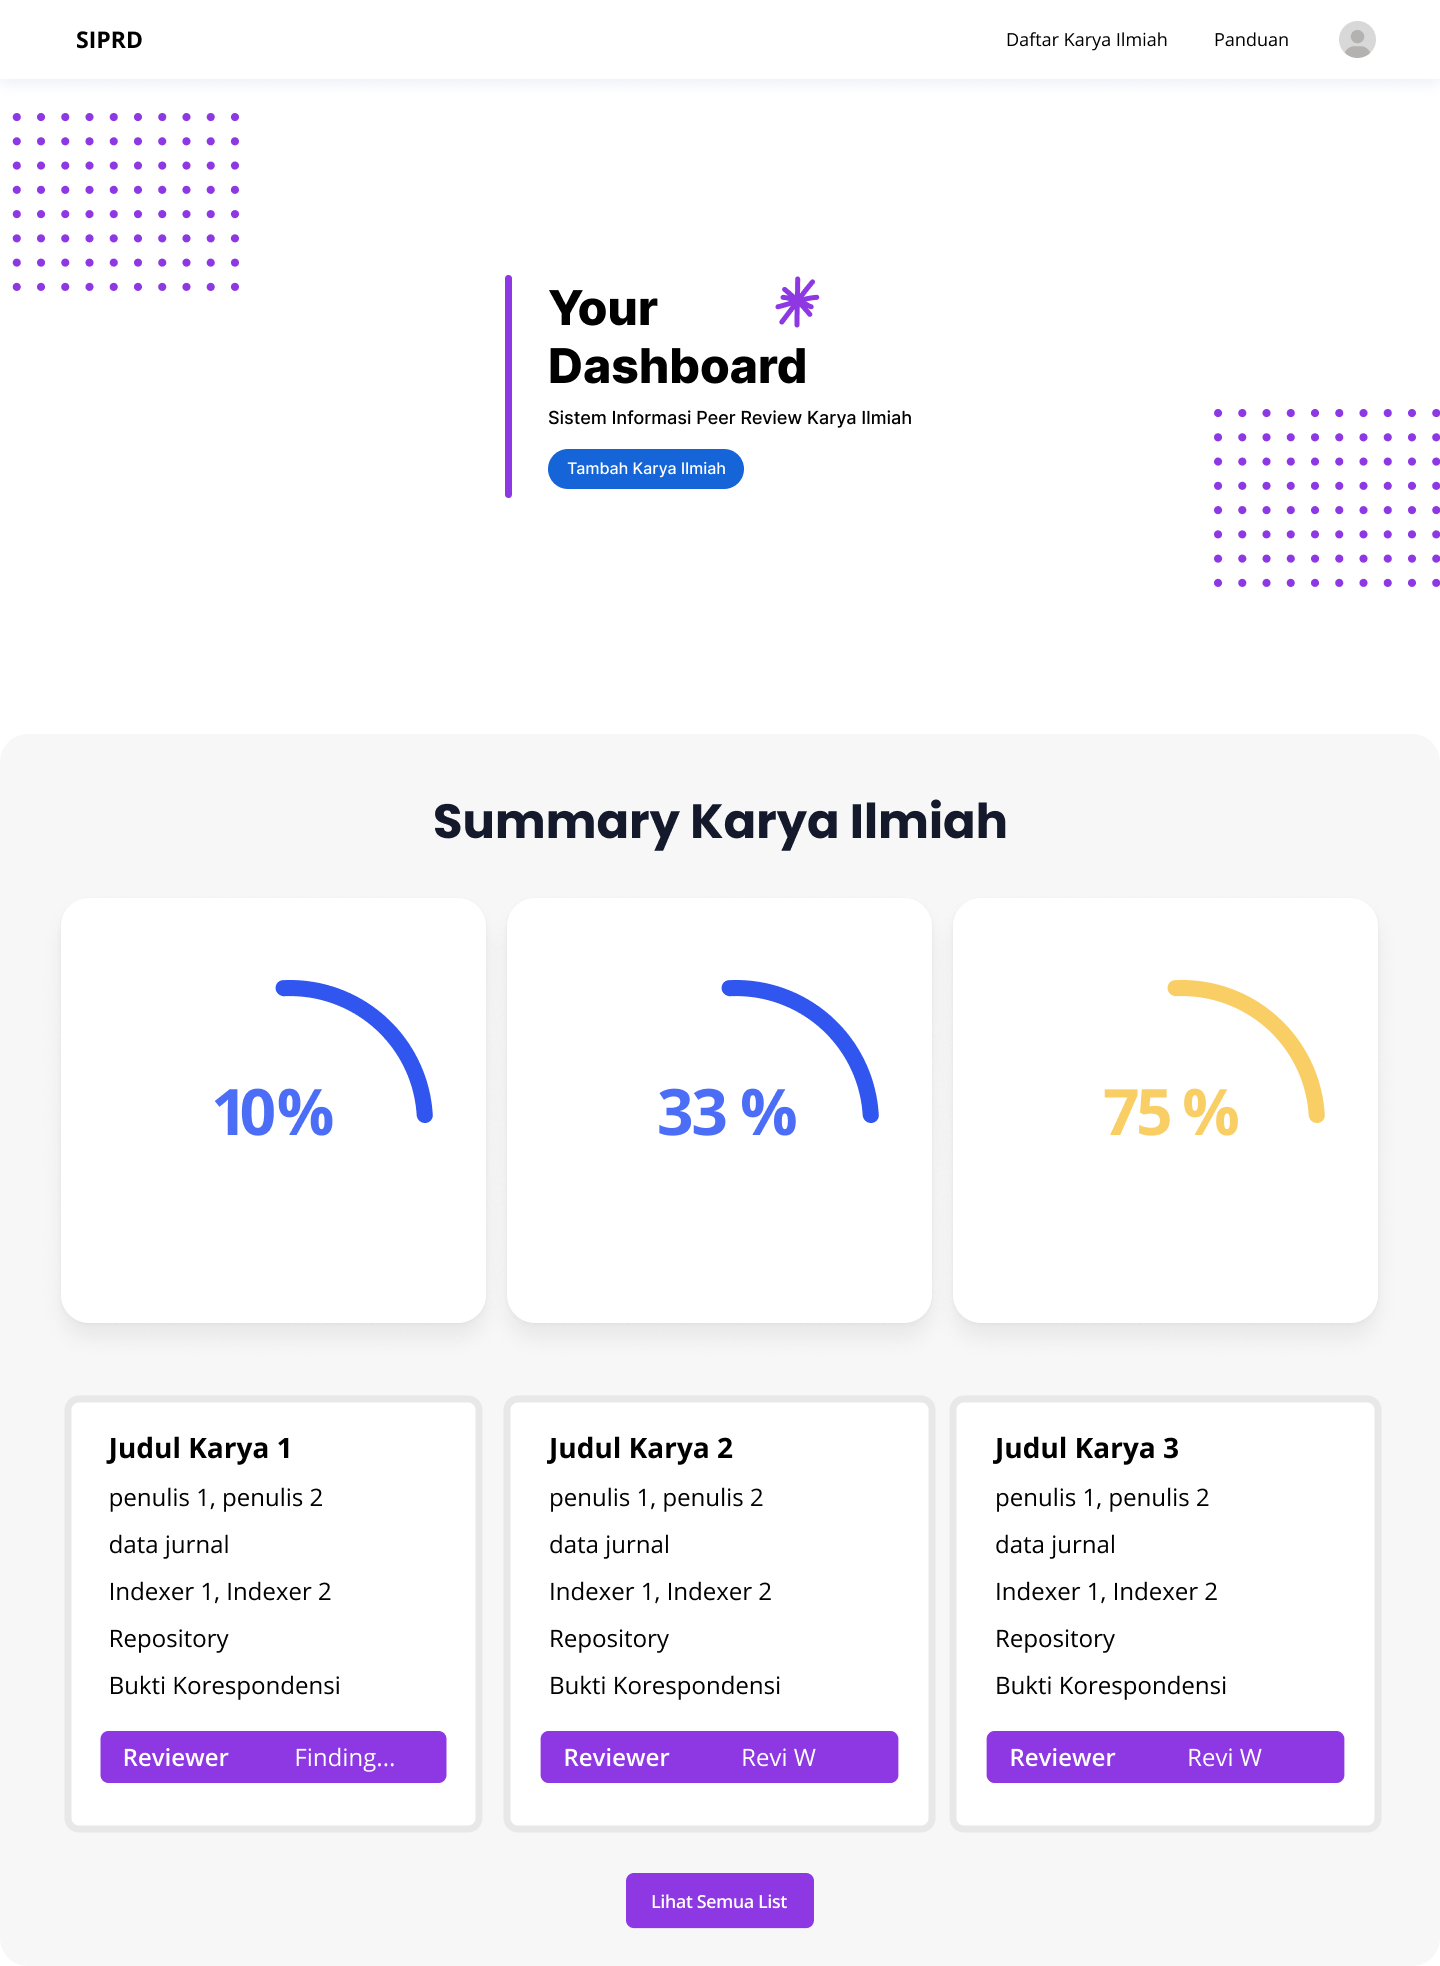 SIPRD
Daftar Karya Ilmiah
Panduan
Your
Dashboard
Sistem Informasi Peer Review Karya Ilmiah
Tambah Karya Ilmiah
Summary Karya Ilmiah
10%
33 %
75 %
Judul Karya 1
penulis 1, penulis 2
data jurnal
Indexer 1, Indexer 2
Repository
Bukti Korespondensi
Reviewer Finding...
Judul Karya 2
penulis 1, penulis 2
data jurnal
Indexer 1, Indexer 2
Repository
Bukti Korespondensi
Reviewer Revi W
Judul Karya 3
penulis 1, penulis 2
data jurnal
Indexer 1, Indexer 2
Repository
Bukti Korespondensi
Reviewer Revi W
Lihat Semua List